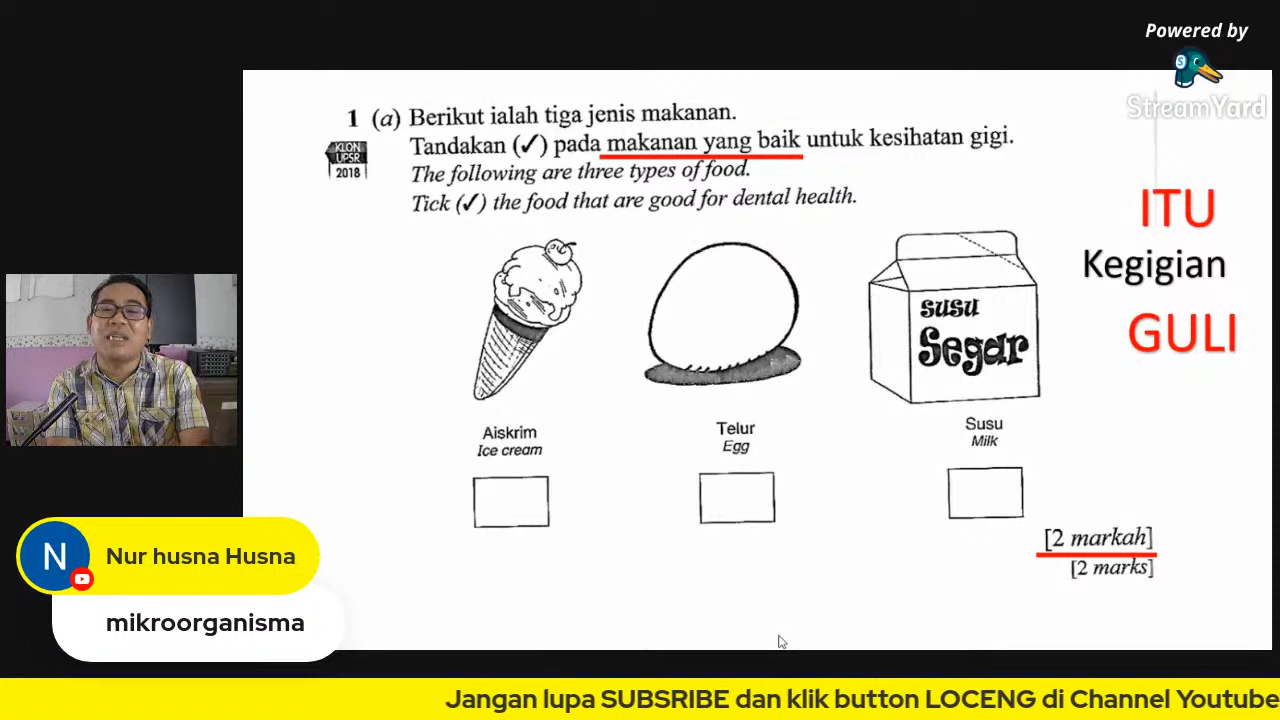 Powered by
StreamYard
1 (a) Berikut ialah tiga jenis makanan.
Tandakan (✓) pada makanan yang baik untuk kesihatan gigi.
KLON
UPSR
2018
The following are three types of food.
Tick (✓) the food that are good for dental health.
ITU
Kegigian
GULI
susu
Segar
Aiskrim
Ice cream
Telur
Egg
Susu
Milk
[2 markah]
[2 marks]
N
Nur husna Husna
mikroorganisma
Jangan lupa SUBSRIBE dan klik button LOCENG di Channel Youtube